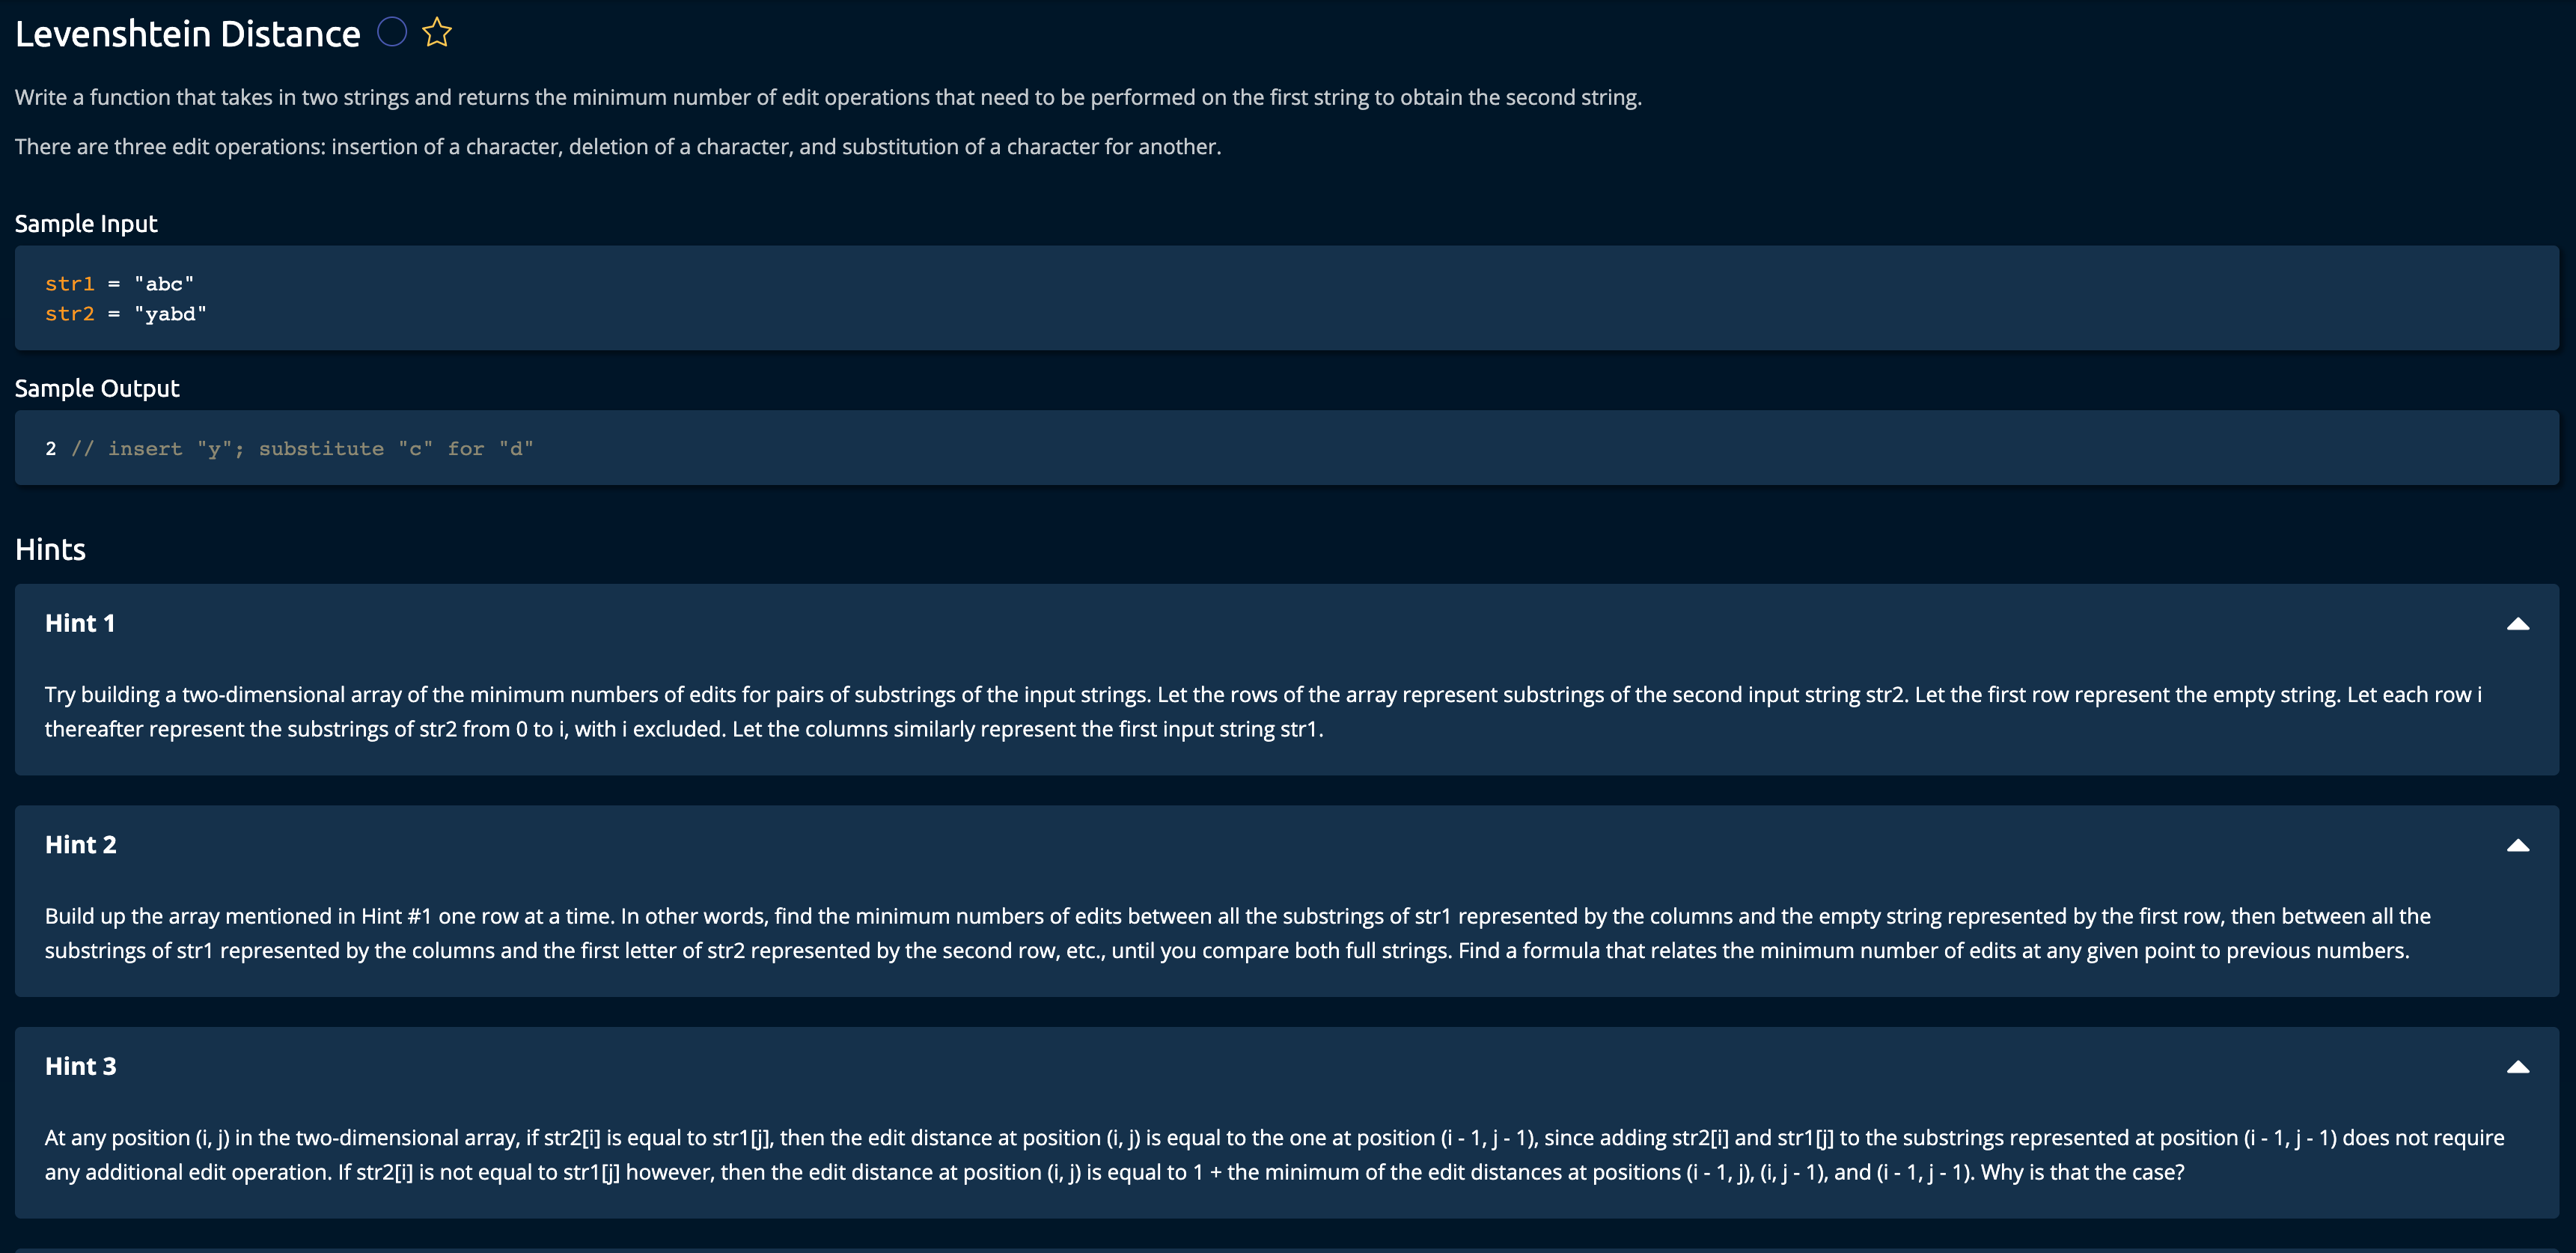 Levenshtein Distance
Write a function that takes in two strings and returns the minimum number of edit operations that need to be performed on the first string to obtain the second string.
There are three edit operations: insertion of a character, deletion of a character, and substitution of a character for another.
Sample Input
str1 = "abc"
str2 = "yabd"
Sample Output
2 // insert "y"; substitute "c" for "d"
Hints
Hint 1
Try building a two-dimensional array of the minimum numbers of edits for pairs of substrings of the input strings. Let the rows of the array represent substrings of the second input string str2. Let the first row represent the empty string. Let each row i
thereafter represent the substrings of str2 from 0 to i, with i excluded. Let the columns similarly represent the first input string str1.
Hint 2
Build up the array mentioned in Hint #1 one row at a time. In other words, find the minimum numbers of edits between all the substrings of str1 represented by the columns and the empty string represented by the first row, then between all the
substrings of str1 represented by the columns and the first letter of str2 represented by the second row, etc., until you compare both full strings. Find a formula that relates the minimum number of edits at any given point to previous numbers.
Hint 3
At any position (i, j) in the two-dimensional array, if str2[i] is equal to str1[j], then the edit distance at position (i, j) is equal to the one at position (i - 1, j - 1), since adding str2[i] and str1[j] to the substrings represented at position (i - 1, j - 1) does not require
any additional edit operation. If str2[i] is not equal to str1[j] however, then the edit distance at position (i, j) is equal to 1 + the minimum of the edit distances at positions (i - 1, j), (i, j - 1), and (i - 1, j - 1). Why is that the case?